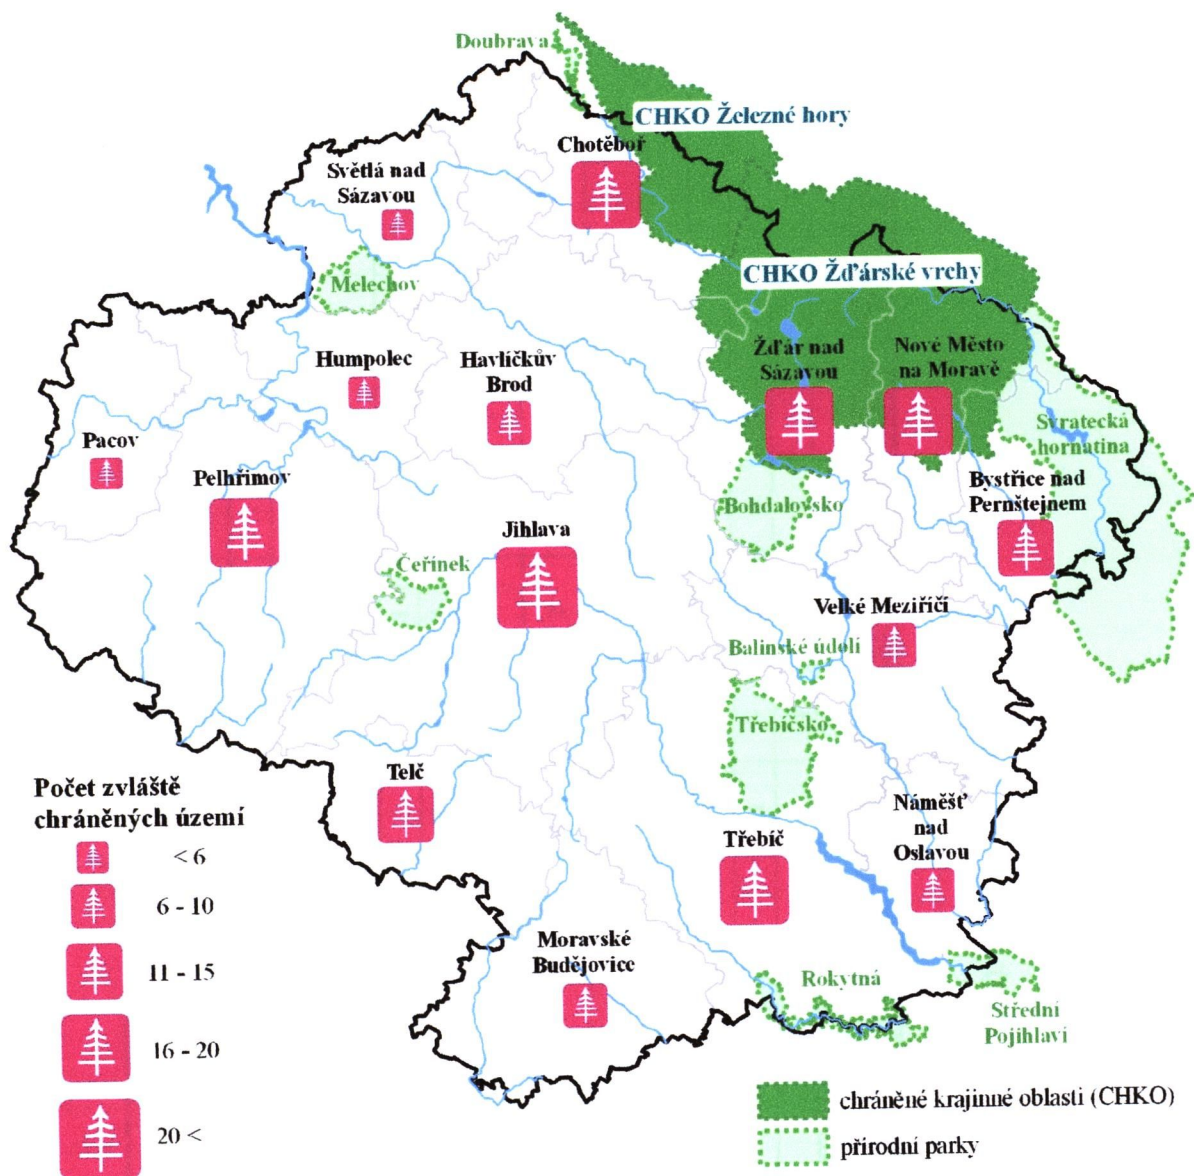 Doubrava
CHKO Železné hory
Chotěboř
Světlá nad
Sázavou
CHKO Žďárské vrchy
Melechov
Žďár nad
Sázavou
Nové Město
na Moravě
Humpolec
Havlíčkův
Brod
Svratecká
hornatina
Pacov
Pelhřimov
Bystřice nad
Pernštejnem
Bohdalovsko
Jihlava
Čeřínek
Velké Meziříčí
Balinské údolí
Třebíčsko
Telč
Počet zvláště
chráněných území
< 6
6 - 10
11 - 15
16 - 20
20 <
Náměšť
nad
Oslavou
Třebíč
Moravské
Budějovice
Rokytná
Střední
Pojihlaví
chráněné krajinné oblasti (CHKO)
přírodní parky